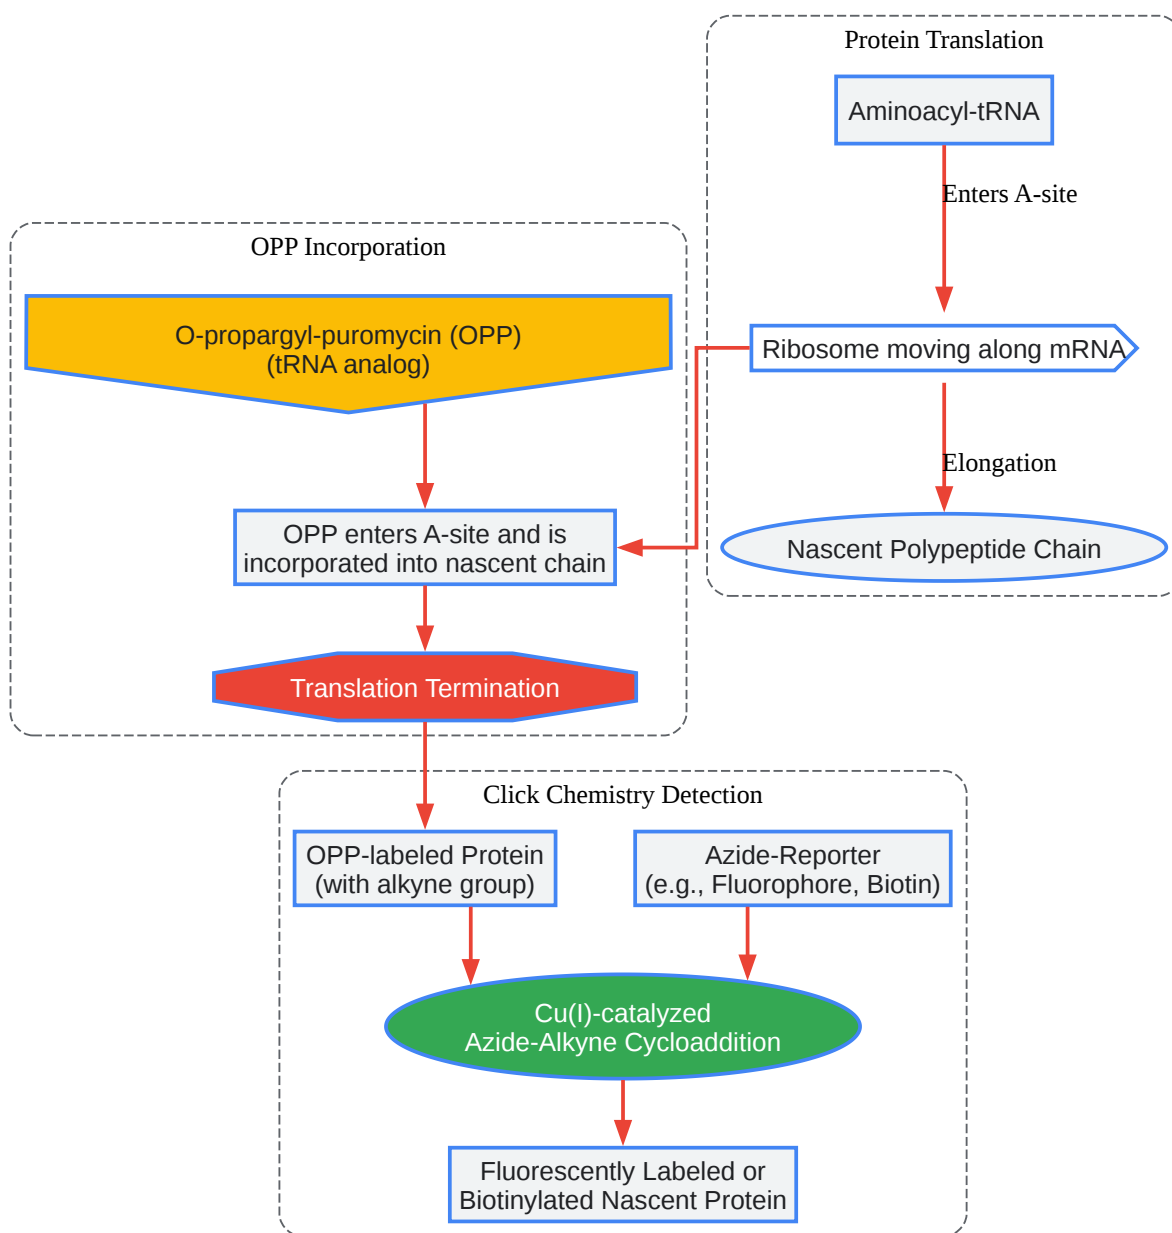 Protein Translation
Aminoacyl-tRNA
Enters A-site
Ribosome moving along mRNA
Elongation
Nascent Polypeptide Chain
OPP Incorporation
O-propargyl-puromycin (OPP)
(tRNA analog)
OPP enters A-site and is
incorporated into nascent chain
Translation Termination
Click Chemistry Detection
OPP-labeled Protein
(with alkyne group)
Azide-Reporter
(e.g., Fluorophore, Biotin)
Cu(I)-catalyzed
Azide-Alkyne Cycloaddition
Fluorescently Labeled or
Biotinylated Nascent Protein